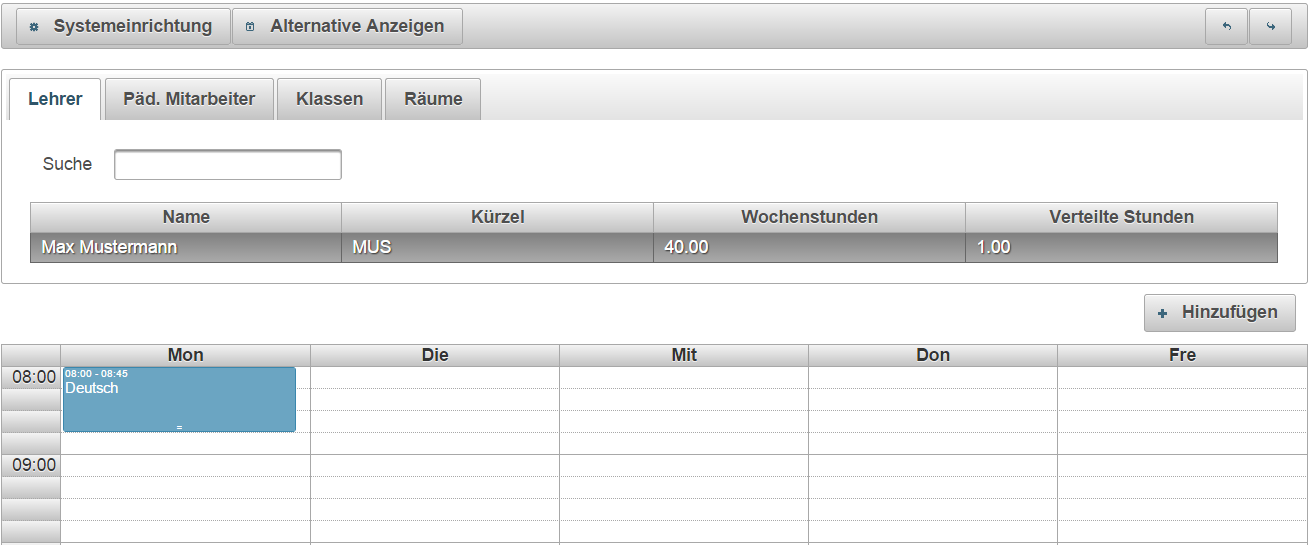 Systemeinrichtung Alternative Anzeigen
Lehrer Päd. Mitarbeiter Klassen Räume
Suche
Name Kürzel Wochenstunden Verteilte Stunden
Max Mustermann MUS 40.00 1.00
Hinzufügen
Mon Die Mit Don Fre
08:00 08:00 - 08:45
Deutsch
09:00